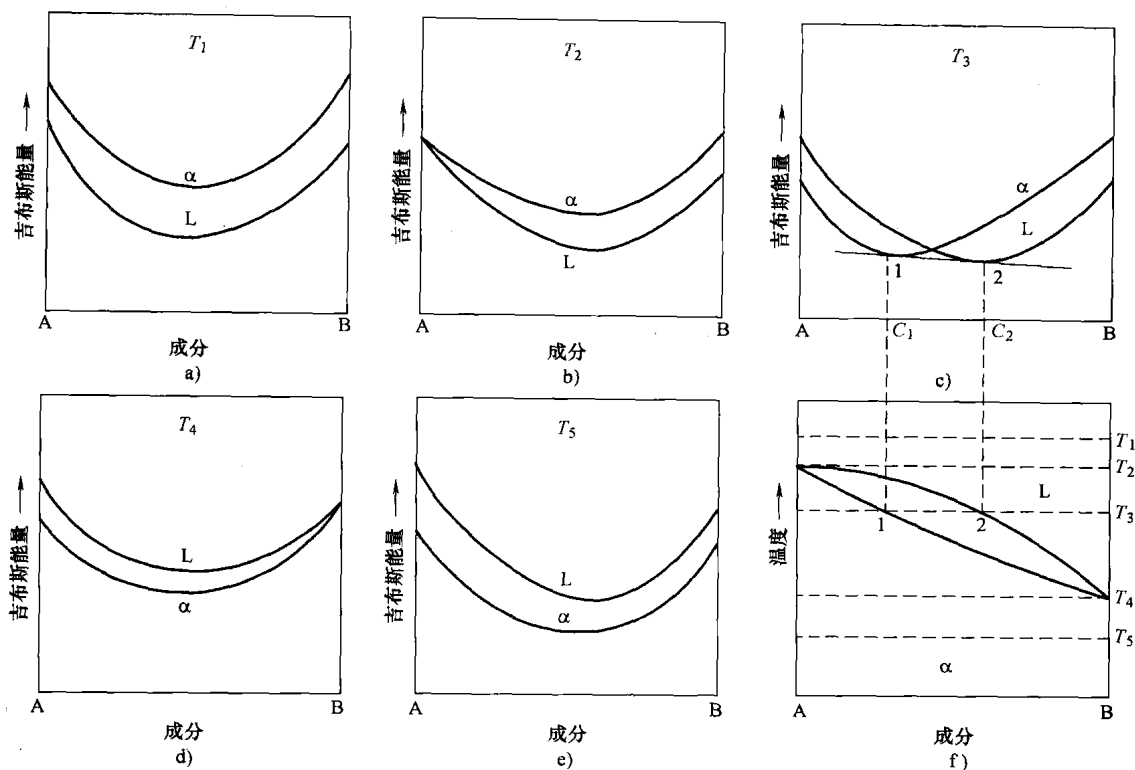 T1
α
L
吉布斯能量
A
B
成分
a)
T2
α
L
吉布斯能量
A
B
成分
b)
T3
α
L
1
2
吉布斯能量
A
C1
C2
B
c)
T4
L
α
吉布斯能量
A
B
成分
d)
T5
L
α
吉布斯能量
A
B
成分
e)
T1
T2
L
T3
1
2
T4
T5
α
温度
A
B
成分
f)